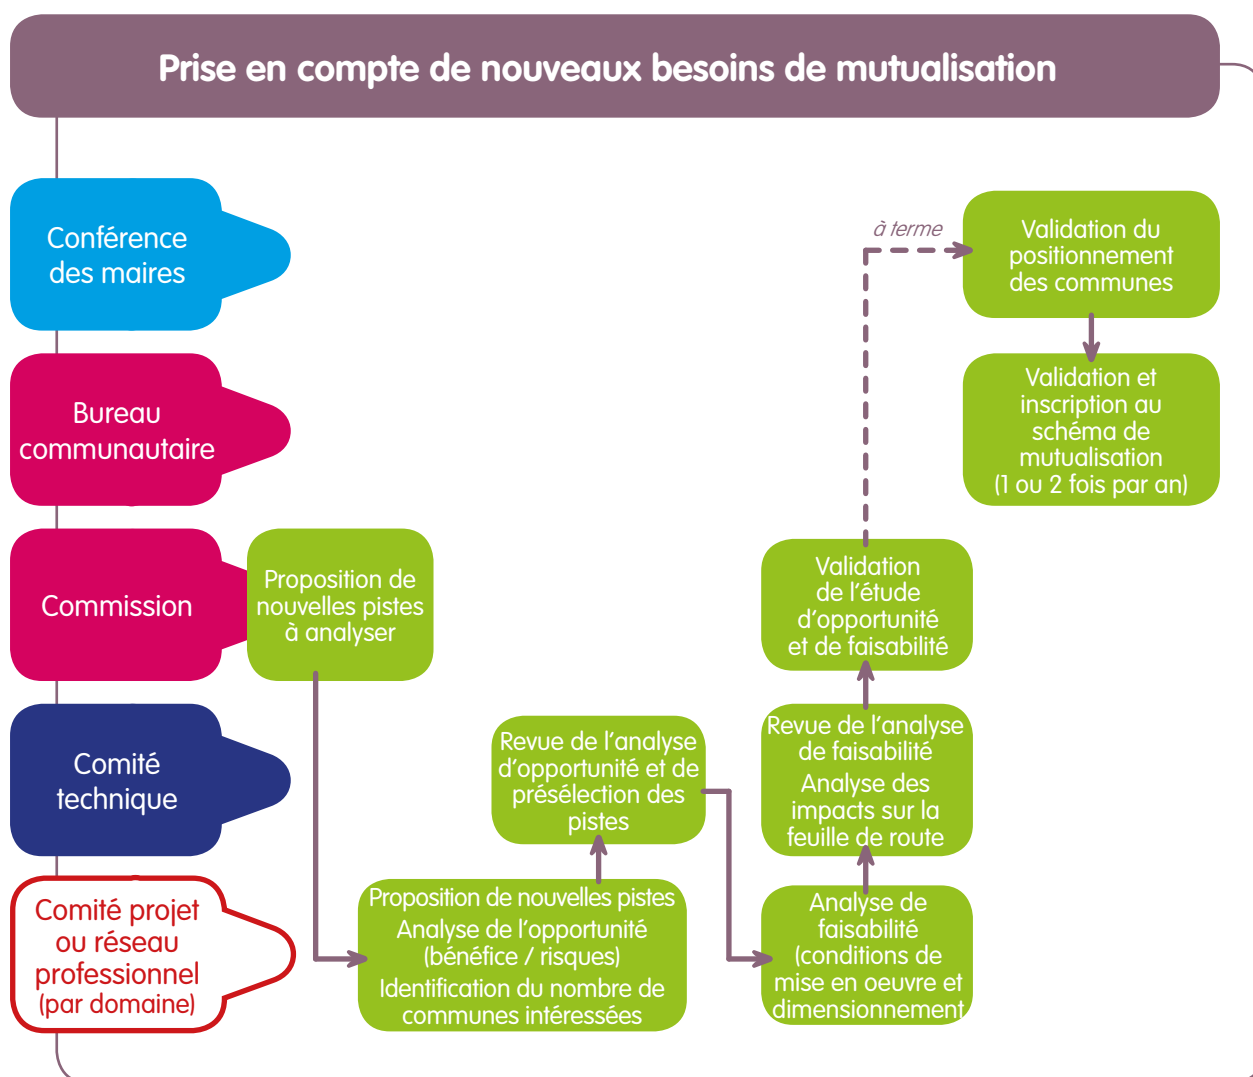 Prise en compte de nouveaux besoins de mutualisation
Conférence
des maires
à terme
Validation du
positionnement
des communes
Bureau
communautaire
Validation et
inscription au
schéma de
mutualisation
(1 ou 2 fois par an)
Commission
Proposition de
nouvelles pistes
à analyser
Validation
de l'étude
d'opportunité
et de faisabilité
Comité
technique
Revue de l'analyse
d'opportunité et de
présélection des
pistes
Revue de l'analyse
de faisabilité
Analyse des
impacts sur la
feuille de route
Comité projet
ou réseau
professionnel
(par domaine)
Proposition de nouvelles pistes
Analyse de l'opportunité
(bénéfice / risques)
Identification du nombre de
communes intéressées
Analyse de
faisabilité
(conditions de
mise en oeuvre et
dimensionnement